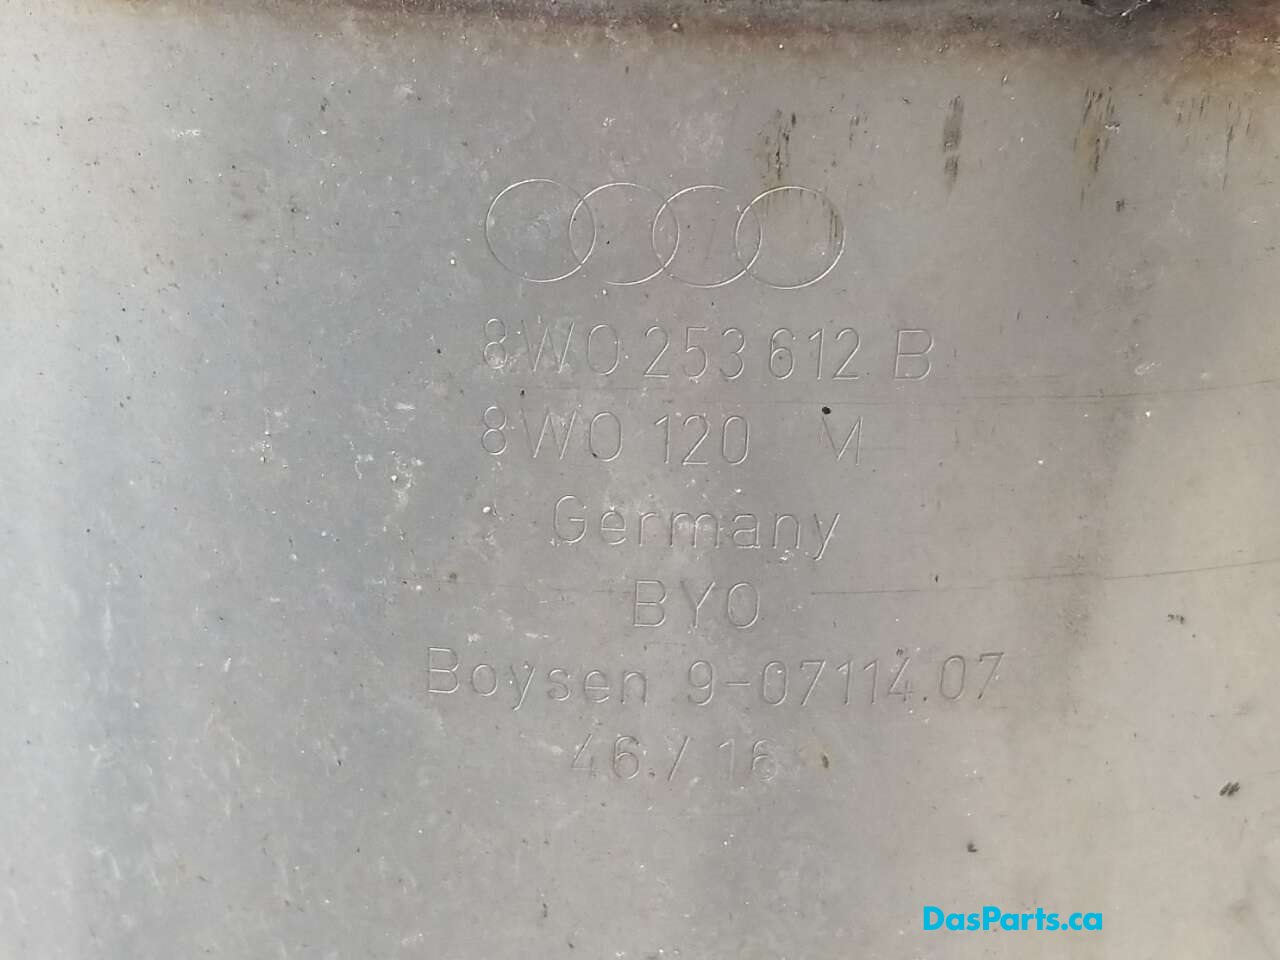 8W0 253 612 B
8W0 120 M
Germany
BYO
Boysen 9-07114.07
46 / 16
DasParts.ca